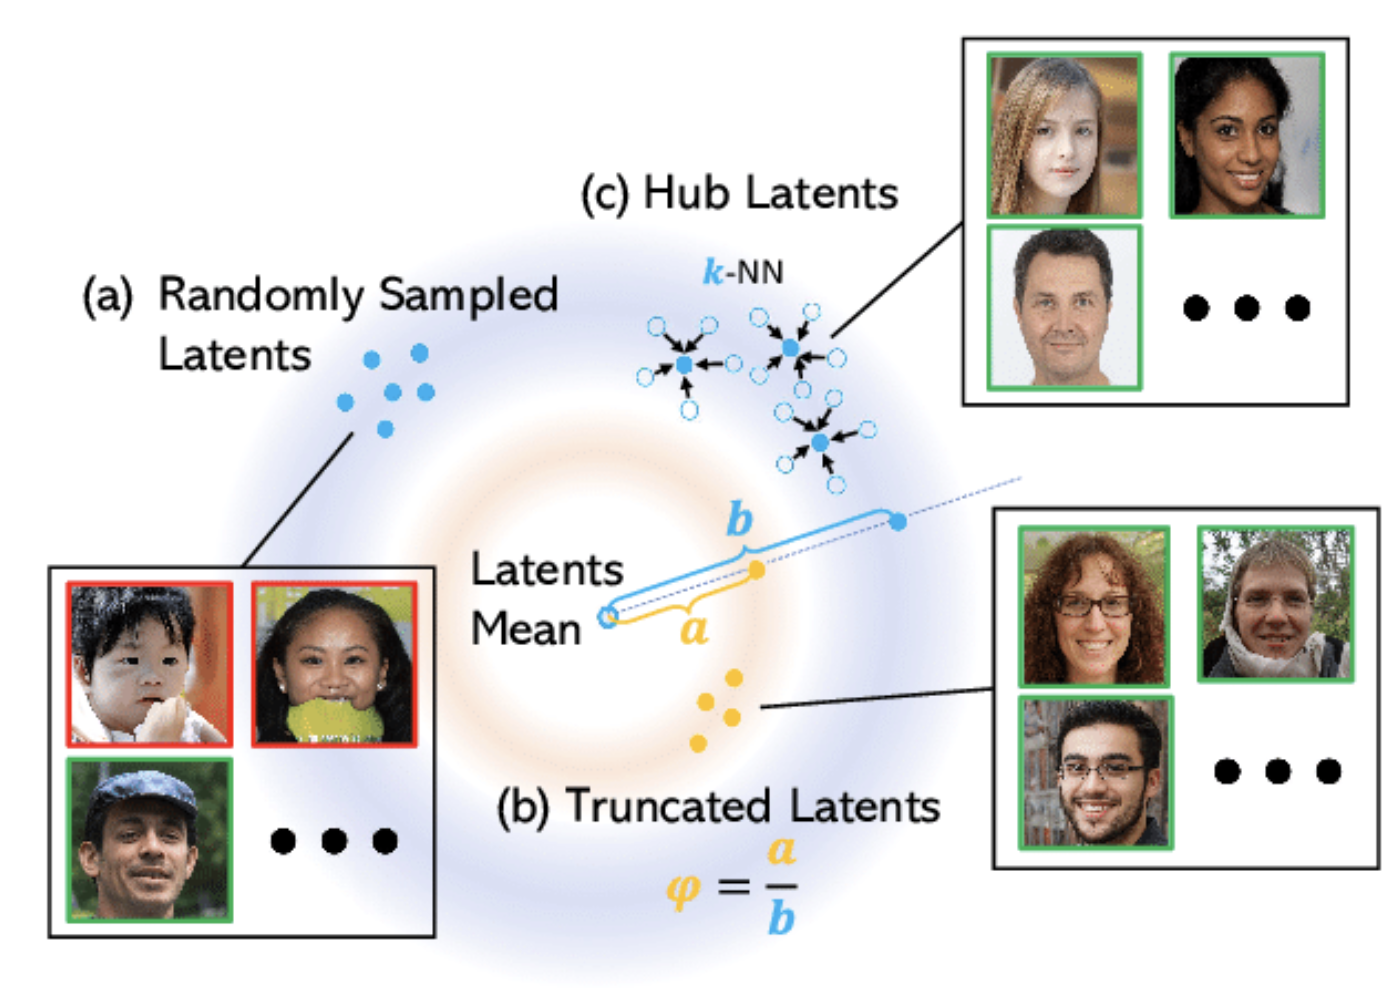 (c) Hub Latents
k-NN
(a) Randomly Sampled
Latents
b
Latents
Mean
a
(b) Truncated Latents
φ = a
b